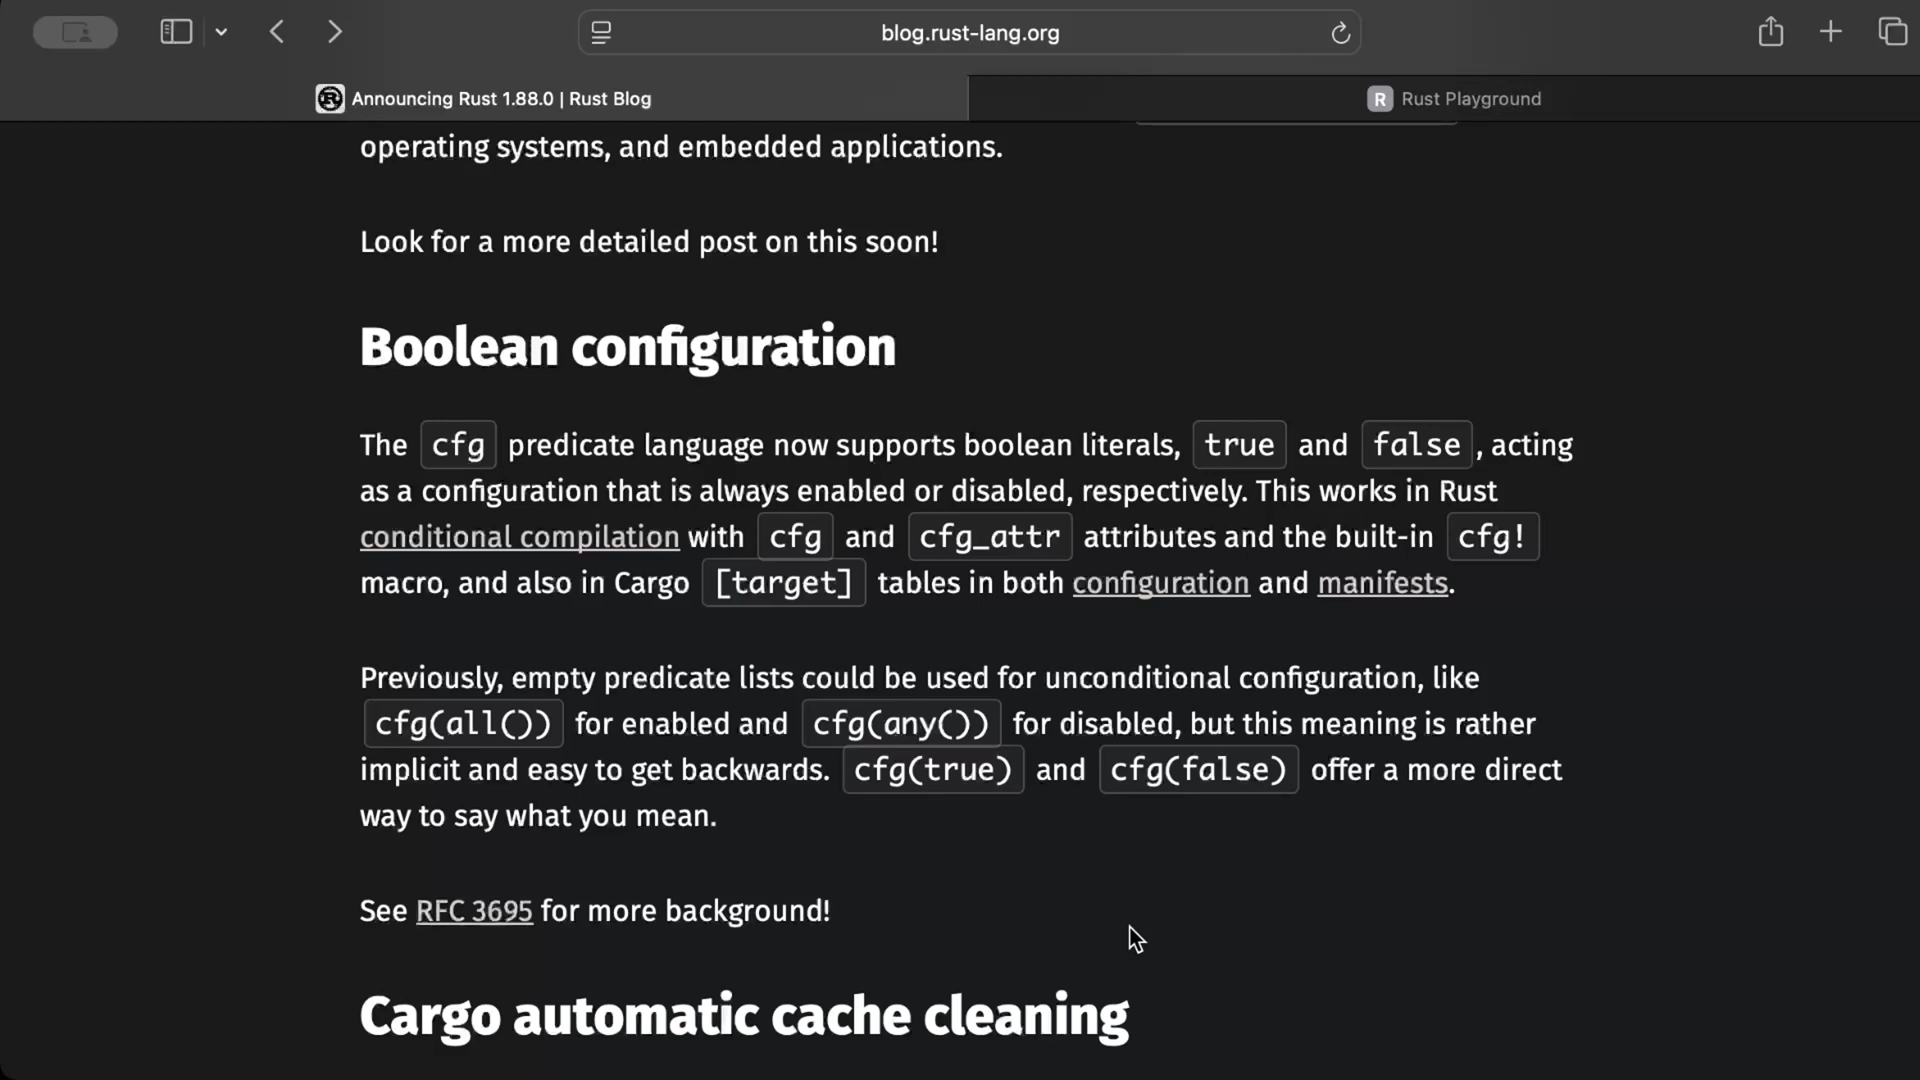 blog.rust-lang.org
Announcing Rust 1.88.0 | Rust Blog
R Rust Playground
operating systems, and embedded applications.
Look for a more detailed post on this soon!
Boolean configuration
The cfg predicate language now supports boolean literals, true and false, acting
as a configuration that is always enabled or disabled, respectively. This works in Rust
conditional compilation with cfg and cfg_attr attributes and the built-in cfg!
macro, and also in Cargo [target] tables in both configuration and manifests.
Previously, empty predicate lists could be used for unconditional configuration, like
cfg(all()) for enabled and cfg(any()) for disabled, but this meaning is rather
implicit and easy to get backwards. cfg(true) and cfg(false) offer a more direct
way to say what you mean.
See RFC 3695 for more background!
Cargo automatic cache cleaning